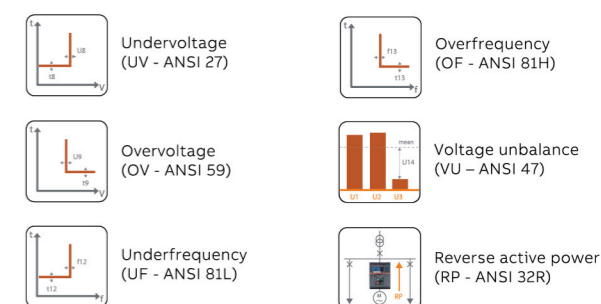 t
U8
t8
V
Undervoltage
(UV - ANSI 27)
t
U9
t9
V
Overvoltage
(OV - ANSI 59)
t
f12
t12
f
Underfrequency
(UF - ANSI 81L)
t
f13
t13
f
Overfrequency
(OF - ANSI 81H)
mean
U14
U1 U2 U3
Voltage unbalance
(VU – ANSI 47)
RP
Reverse active power
(RP - ANSI 32R)